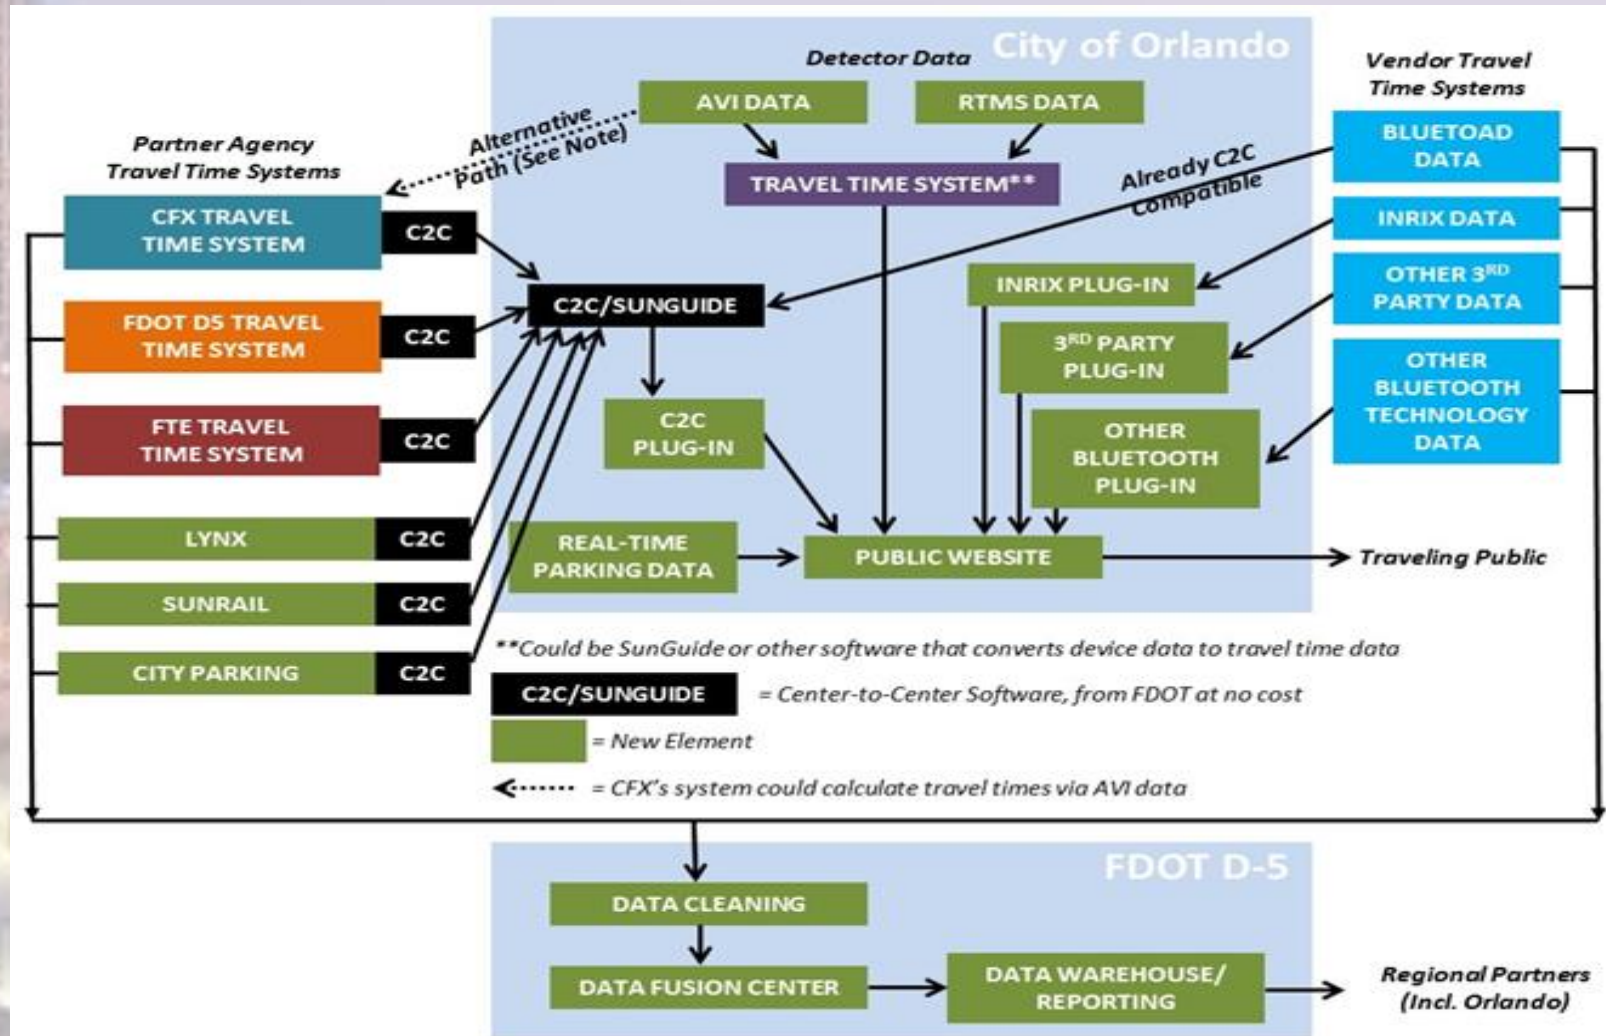 City of Orlando
Detector Data
AVI DATA
RTMS DATA
TRAVEL TIME SYSTEM**
Alternative
Path (See Note)
Already C2C
Compatible
Partner Agency
Travel Time Systems
CFX TRAVEL
TIME SYSTEM
C2C
FDOT D5 TRAVEL
TIME SYSTEM
C2C
FTE TRAVEL
TIME SYSTEM
C2C
LYNX
C2C
SUNRAIL
C2C
CITY PARKING
C2C
C2C/SUNGUIDE
C2C
PLUG-IN
REAL-TIME
PARKING DATA
PUBLIC WEBSITE
INRIX PLUG-IN
3RD PARTY
PLUG-IN
OTHER
BLUETOOTH
PLUG-IN
Vendor Travel
Time Systems
BLUETOAD
DATA
INRIX DATA
OTHER 3RD
PARTY DATA
OTHER
BLUETOOTH
TECHNOLOGY
DATA
Traveling Public
**Could be SunGuide or other software that converts device data to travel time data
C2C/SUNGUIDE
= Center-to-Center Software, from FDOT at no cost
= New Element
= CFX's system could calculate travel times via AVI data
FDOT D-5
DATA CLEANING
DATA FUSION CENTER
DATA WAREHOUSE/
REPORTING
Regional Partners
(Incl. Orlando)